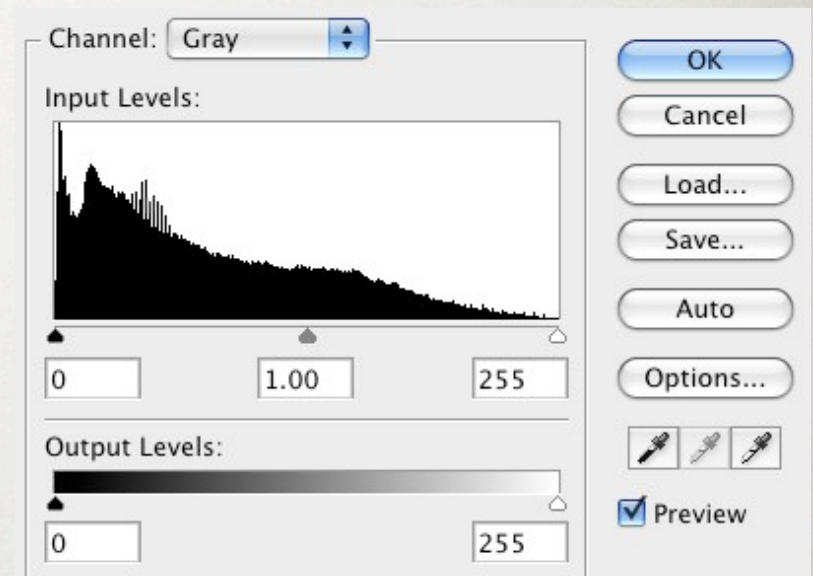 Channel: Gray
OK
Input Levels:
Cancel
Load...
Save...
Auto
0 1.00 255
Options...
Output Levels:
Preview
0 255